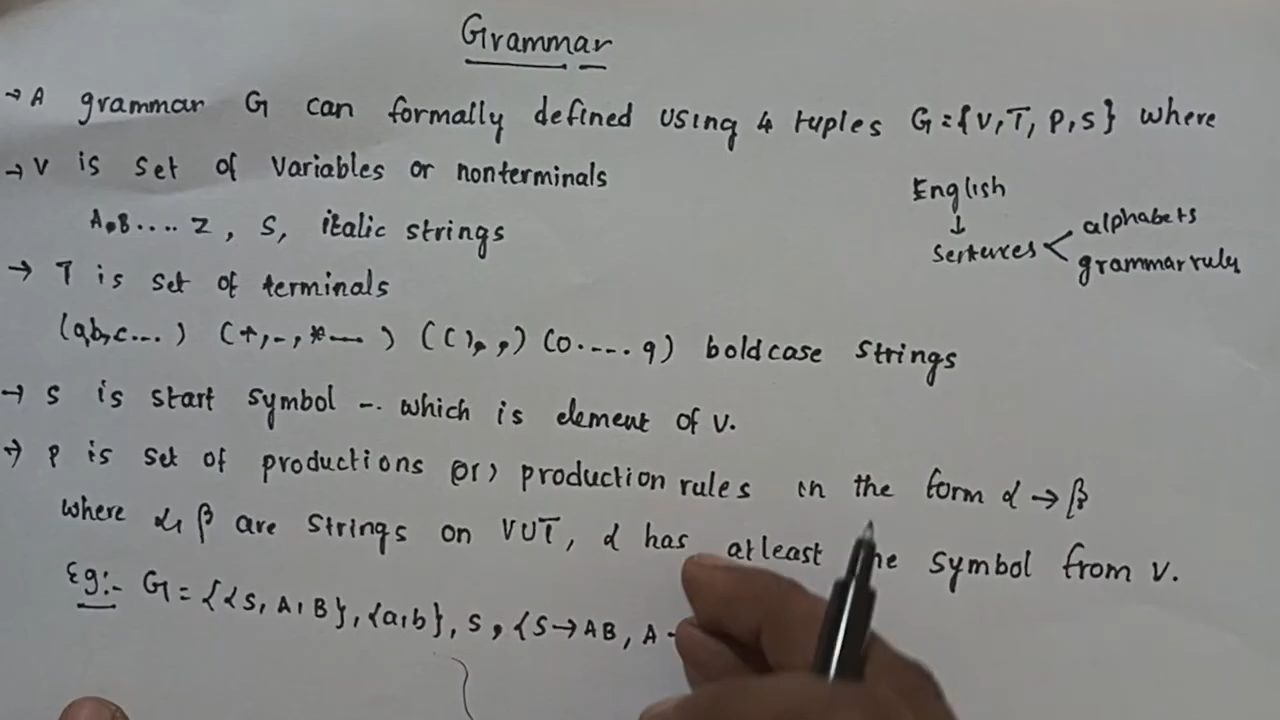 Grammar
→ A grammar G can formally defined using 4 tuples G={V,T,P,S} where
→ V is set of variables or nonterminals
A,B....Z, S, italic strings
English
↓
Sentences < alphabets
grammar rules
→ T is set of terminals
(a,b,c...) (+,-,*---) (( ), , ,) (0....9) boldcase strings
→ S is start symbol -. which is element of V.
→ P is set of productions (or) production rules in the form α → β
where α, β are strings on VUT, α has atleast symbol from V.
Eg:- G = {{S, A, B}, {a,b}, S, {S→AB, A